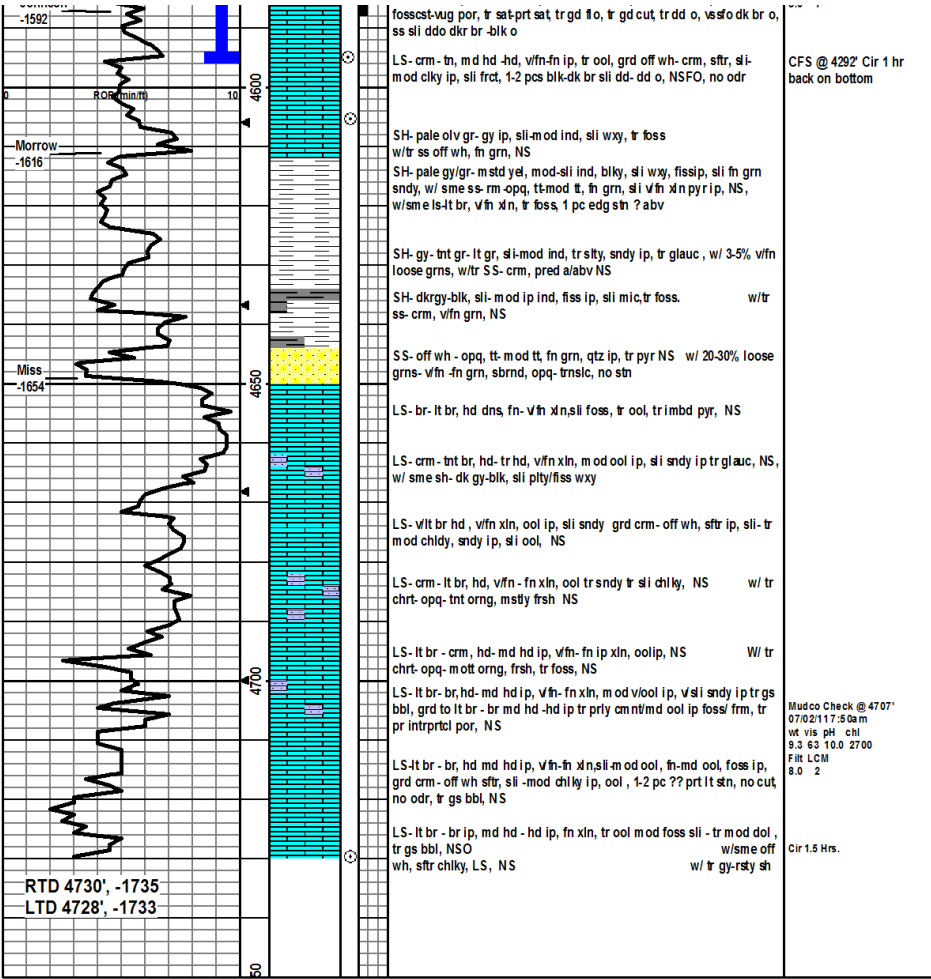 -1592
0 ROP (min/ft) 10
4600
Morrow
-1616
Miss
-1654
4650
4700
RTD 4730', -1735
LTD 4728', -1733
50
fosscst-vug por, tr sat-prt sat, tr gd flo, tr gd cut, tr dd o, vssfo dk br o,
ss sli ddo dkr br -blk o
LS- crm- tn, md hd -hd, v/fn-fn ip, tr ool, grd off wh- crm, sftr, sli-
mod clky ip, sli frct, 1-2 pcs blk-dk br sli dd- dd o, NSFO, no odr
SH- pale olv gr- gy ip, sli-mod ind, sli wxy, tr foss
w/tr ss off wh, fn grn, NS
SH- pale gy/gr- mstd yel, mod-sli ind, blky, sli wxy, fissip, sli fn grn
sndy, w/ sme ss- rm -opq, tt-mod tt, fn grn, sli v/fn xln pyr ip, NS,
w/sme ls-lt br, v/fn xln, tr foss, 1 pc edg stn ? abv
SH- gy- tnt gr- lt gr, sli-mod ind, tr slty, sndy ip, tr glauc , w/ 3-5% v/fn
loose grns, w/tr SS- crm, pred a/abv NS
SH- dkrgy-blk, sli- mod ip ind, fiss ip, sli mic,tr foss. w/tr
ss- crm, v/fn grn, NS
SS- off wh - opq, tt- mod tt, fn grn, qtz ip, tr pyr NS w/ 20-30% loose
grns- v/fn -fn grn, sbrnd, opq- trnslc, no stn
LS- br- lt br, hd dns, fn- v/fn xln,sli foss, tr ool, tr imbd pyr, NS
LS- crm- tnt br, hd- tr hd, v/fn xln, mod ool ip, sli sndy ip tr glauc, NS,
w/ sme sh- dk gy-blk, sli plty/fiss wxy
LS- v/lt br hd , v/fn xln, ool ip, sli sndy grd crm- off wh, sftr ip, sli- tr
mod chldy, sndy ip, sli ool, NS
LS- crm- lt br, hd, v/fn - fn xln, ool tr sndy tr sli chlky, NS w/ tr
chrt- opq- tnt orng, mstly frsh NS
LS- lt br - crm, hd- md hd ip, v/fn- fn ip xln, oolip, NS W/ tr
chrt- opq- mott orng, frsh, tr foss, NS
LS- lt br- br,hd- md hd ip, v/fn- fn xln, mod v/ool ip, v/sli sndy ip tr gs
bbl, grd to lt br - br md hd -hd ip tr prly cmnt/md ool ip foss/ frm, tr
pr intrprtcl por, NS
LS-lt br - br, hd md hd ip, v/fn-fn xln,sli-mod ool, fn-md ool, foss ip,
grd crm- off wh sftr, sli -mod chlky ip, ool , 1-2 pc ?? prt lt stn, no cut,
no odr, tr gs bbl, NS
LS- lt br - br ip, md hd - hd ip, fn xln, tr ool mod foss sli - tr mod dol ,
tr gs bbl, NSO w/sme off
wh, sftr chlky, LS, NS w/ tr gy-rsty sh
CFS @ 4292' Cir 1 hr
back on bottom
Mudco Check @ 4707'
07/02/11 7:50am
wt vis pH chl
9.3 63 10.0 2700
Filt LCM
8.0 2
Cir 1.5 Hrs.